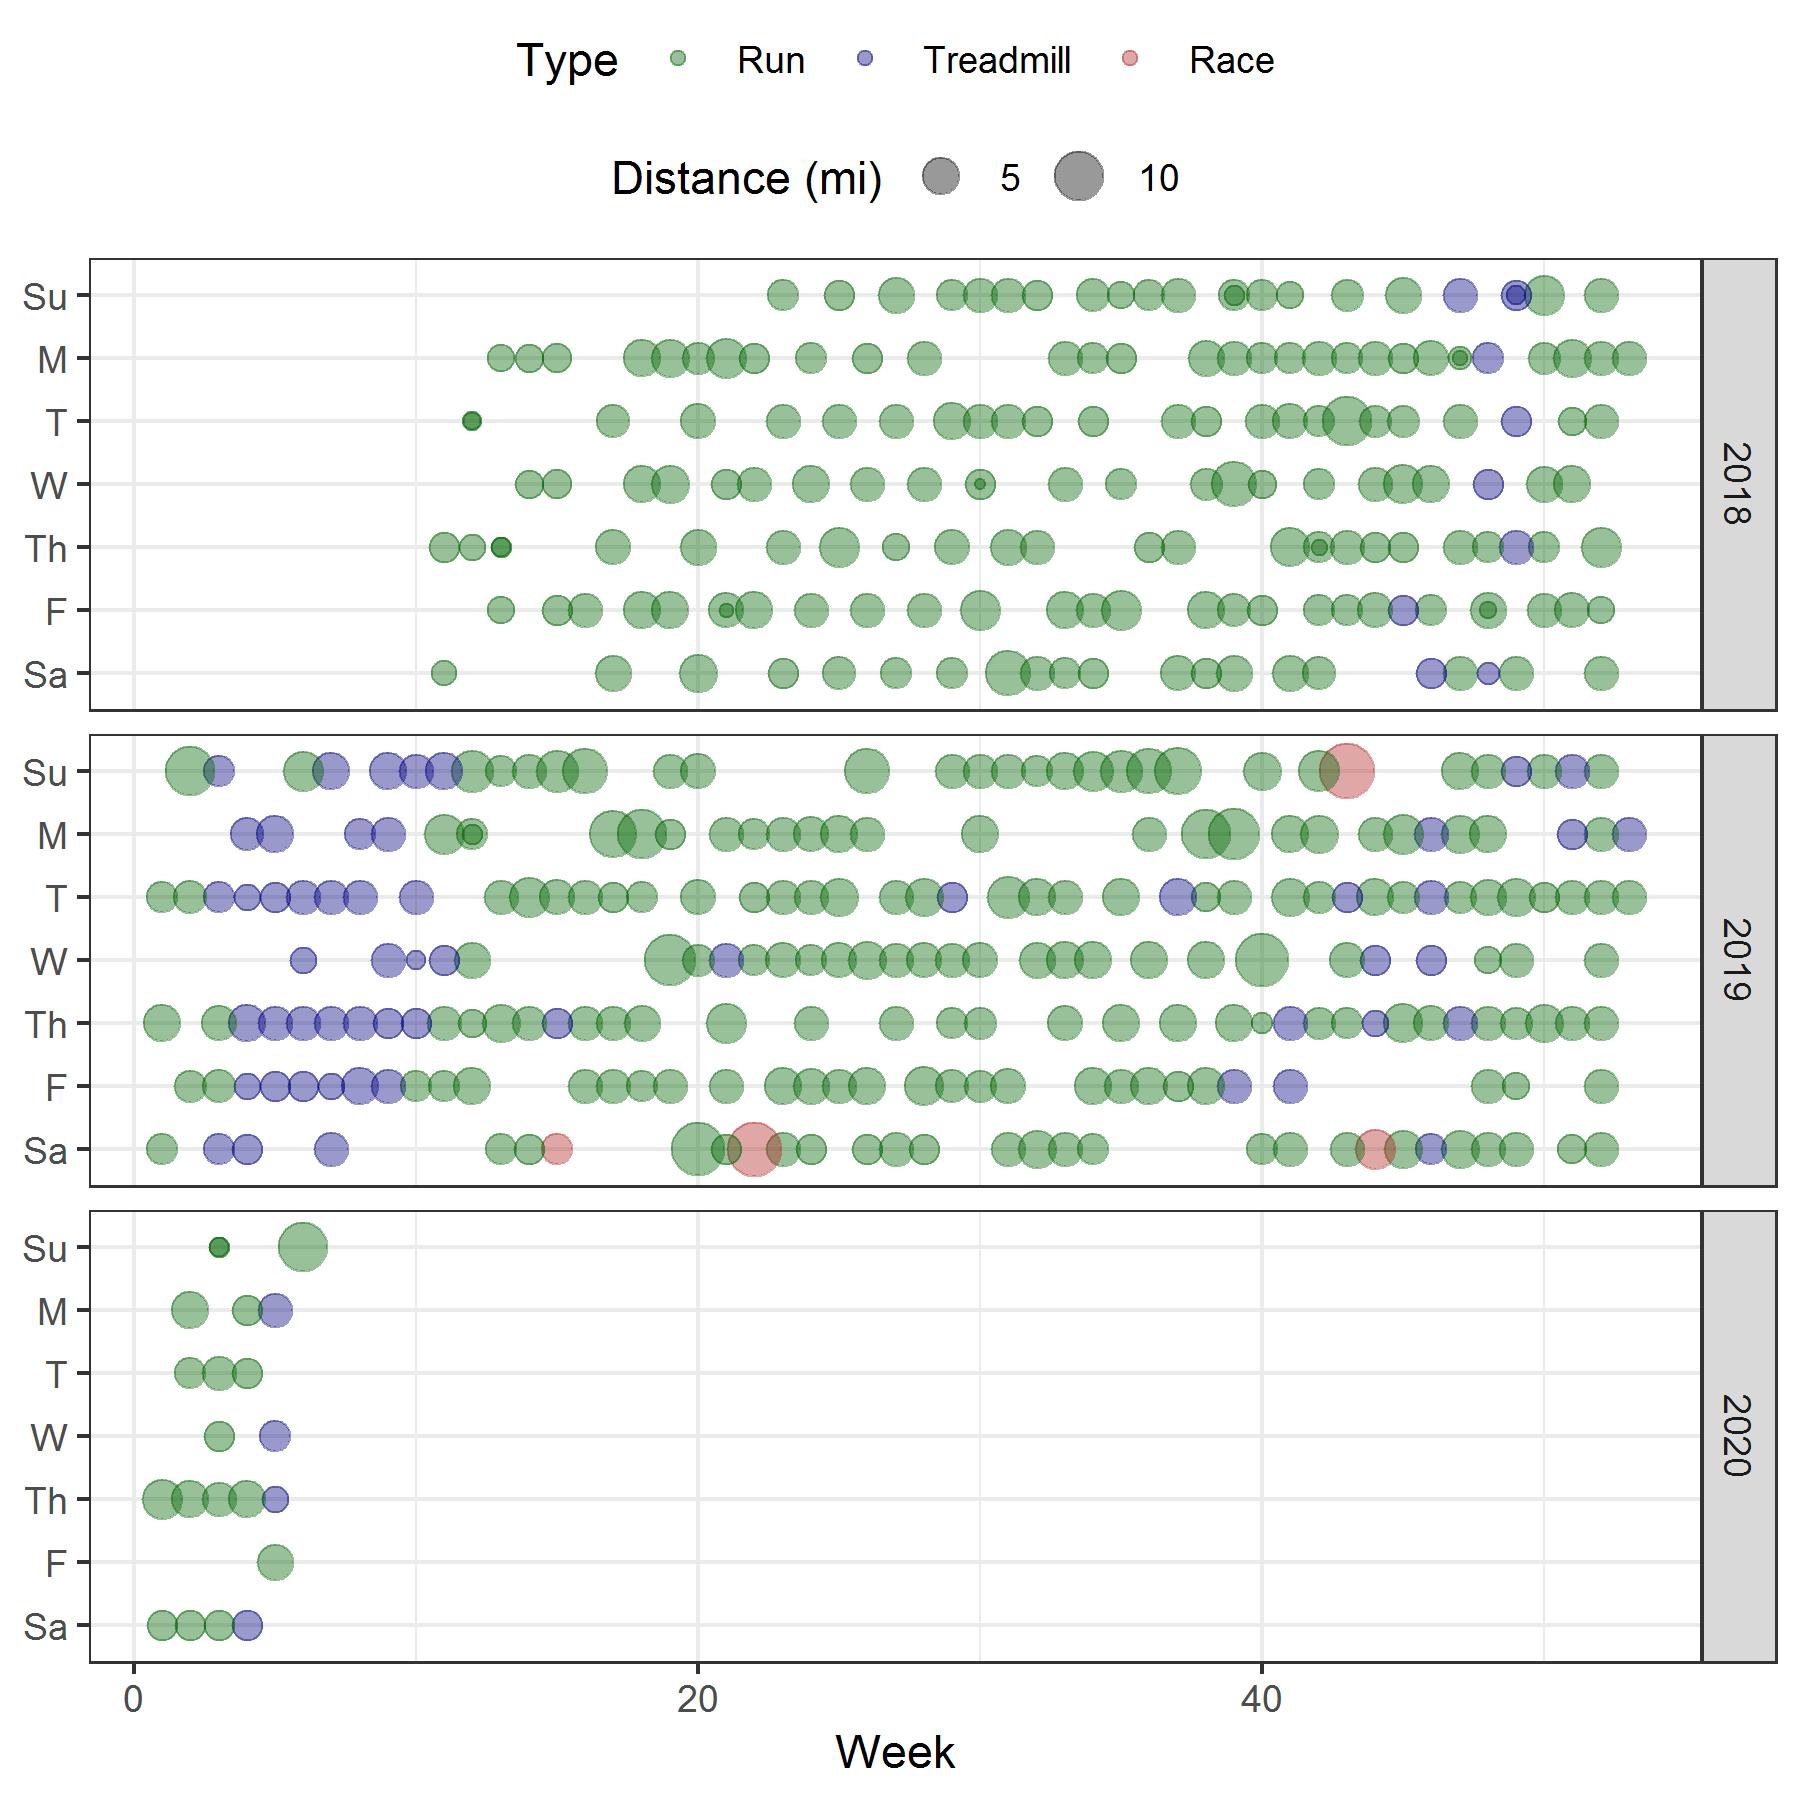 Type Run Treadmill Race
Distance (mi) 5 10
Su
M
T
W
Th
F
Sa
2018
Su
M
T
W
Th
F
Sa
2019
Su
M
T
W
Th
F
Sa
2020
0 20 40
Week